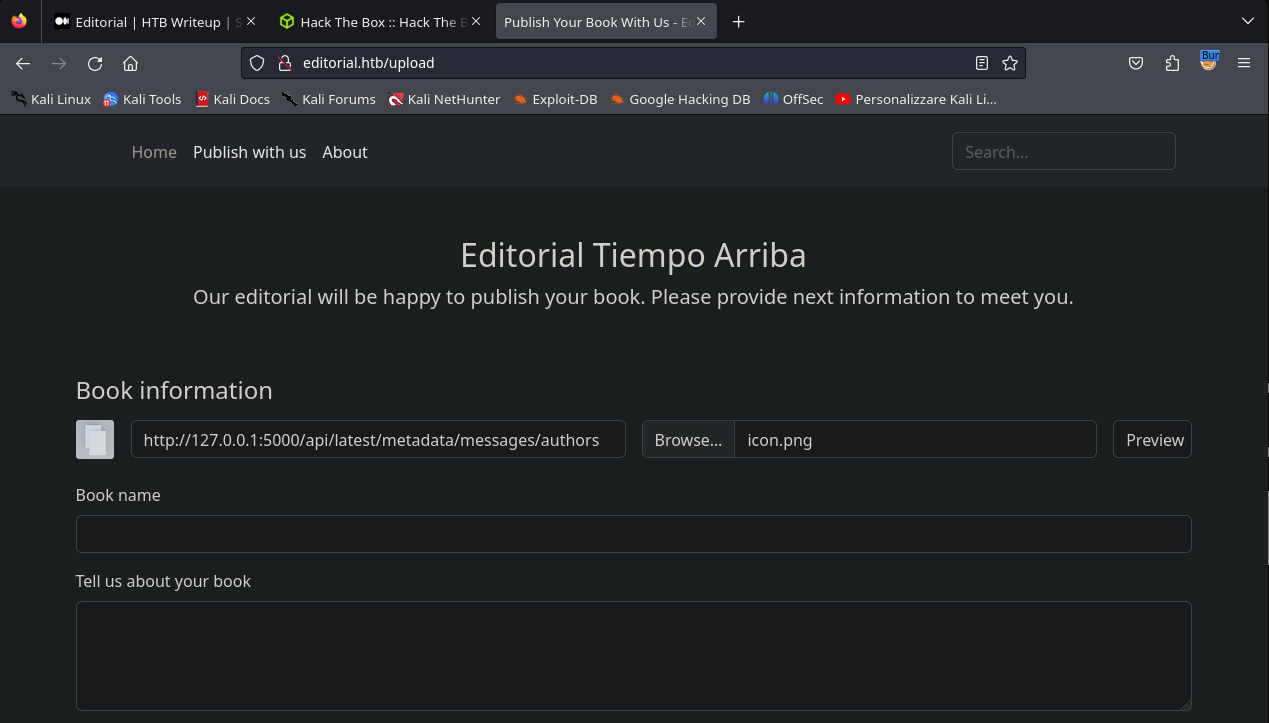 Editorial | HTB Writeup | S
Hack The Box :: Hack The B
Publish Your Book With Us - Ed
editorial.htb/upload
Bur
Kali Linux Kali Tools Kali Docs Kali Forums Kali NetHunter Exploit-DB Google Hacking DB OffSec Personalizzare Kali Li...
Home Publish with us About Search...
Editorial Tiempo Arriba
Our editorial will be happy to publish your book. Please provide next information to meet you.
Book information
http://127.0.0.1:5000/api/latest/metadata/messages/authors Browse... icon.png Preview
Book name
Tell us about your book